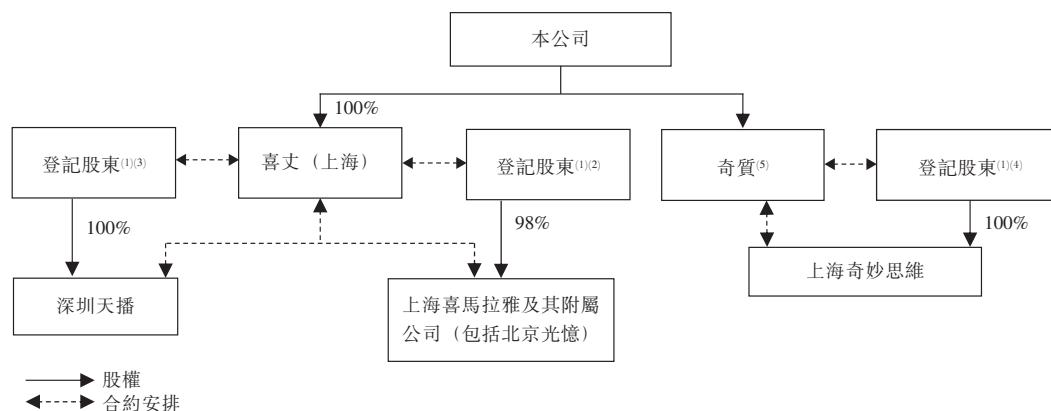 本公司
100%
登記股東(1)(3)
喜丈（上海）
登記股東(1)(2)
奇質(5)
登記股東(1)(4)
100%
98%
100%
深圳天播
上海喜馬拉雅及其附屬
公司（包括北京光憶）
上海奇妙思維
股權
合約安排